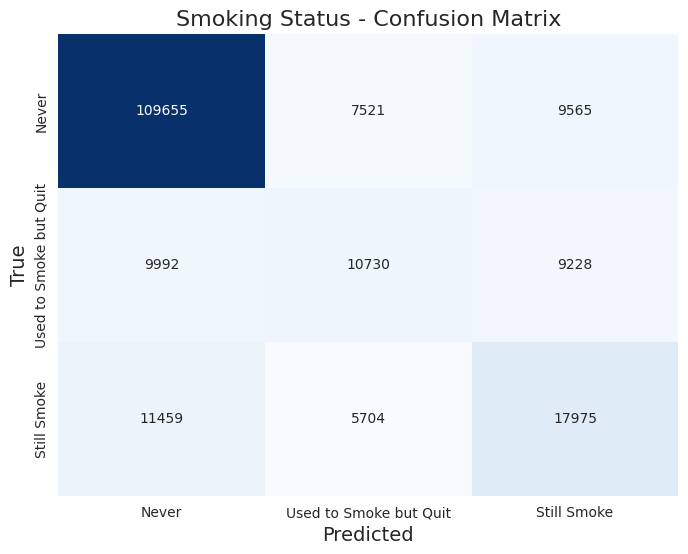 Smoking Status - Confusion Matrix
True
Never
109655
7521
9565
Used to Smoke but Quit
9992
10730
9228
Still Smoke
11459
5704
17975
Never
Used to Smoke but Quit
Still Smoke
Predicted